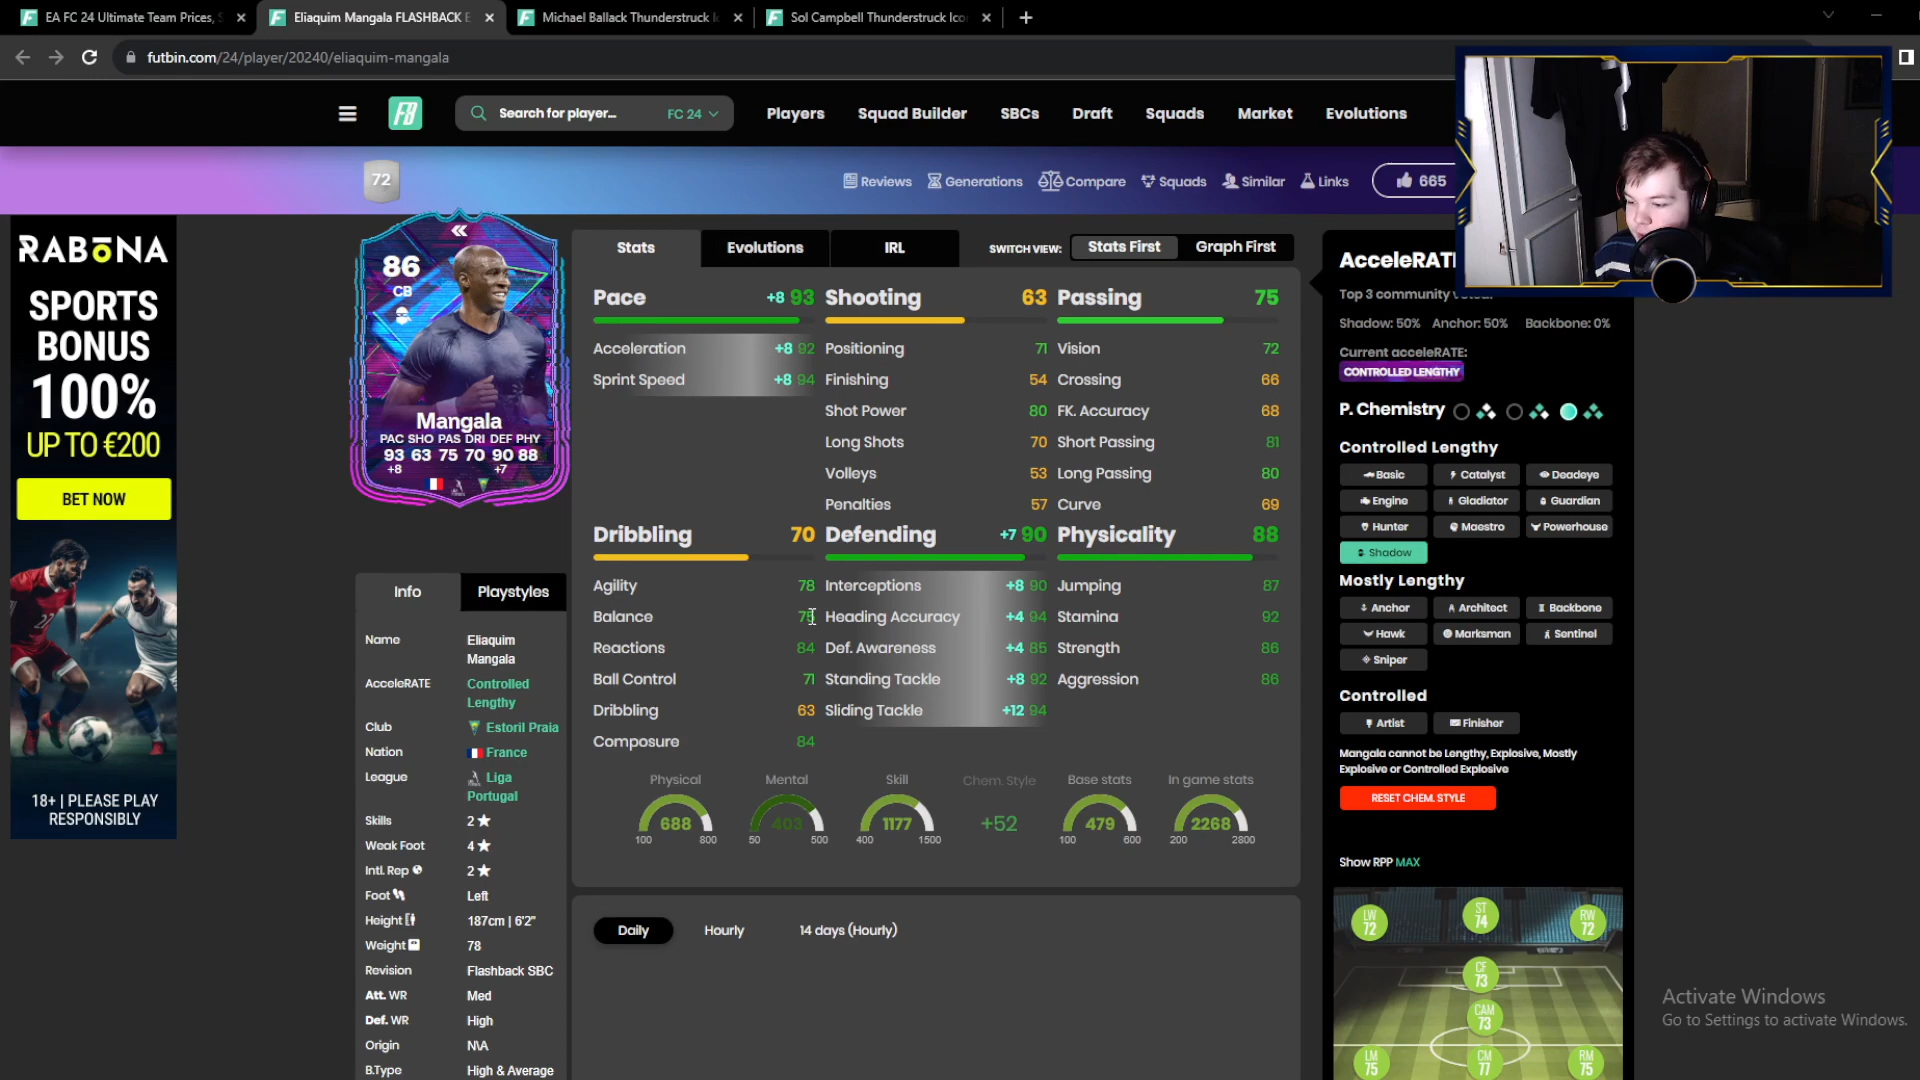 EA FC 24 Ultimate Team Prices, S
Eliaquim Mangala FLASHBACK E
Michael Ballack Thunderstruck Ic
Sol Campbell Thunderstruck Ico
futbin.com/24/player/20240/eliaquim-mangala
FB
Search for player...
FC 24
Players
Squad Builder
SBCs
Draft
Squads
Market
Evolutions
72
Reviews
Generations
Compare
Squads
Similar
Links
665
RABONA
SPORTS
BONUS
100%
UP TO €200
BET NOW
18+ | PLEASE PLAY
RESPONSIBLY
86
CB
Mangala
PAC SHO PAS DRI DEF PHY
93 63 75 70 90 88
+8 +7
Stats
Evolutions
IRL
SWITCH VIEW:
Stats First
Graph First
Pace +8 93
Acceleration +8 92
Sprint Speed +8 94
Shooting 63
Positioning 71
Finishing 54
Shot Power 80
Long Shots 70
Volleys 53
Penalties 57
Passing 75
Vision 72
Crossing 66
FK. Accuracy 68
Short Passing 81
Long Passing 80
Curve 69
Dribbling 70
Agility 78
Balance 75
Reactions 84
Ball Control 71
Dribbling 63
Composure 84
Defending +7 90
Interceptions +8 90
Heading Accuracy +4 94
Def. Awareness +4 85
Standing Tackle +8 92
Sliding Tackle +12 94
Physicality 88
Jumping 87
Stamina 92
Strength 86
Aggression 86
Physical
688
100 800
Mental
403
50 500
Skill
1177
400 1500
Chem. Style
+52
Base stats
479
100 600
In game stats
2268
200 2800
Daily
Hourly
14 days (Hourly)
Info
Playstyles
Name Eliaquim
Mangala
AcceleRATE Controlled
Lengthy
Club Estoril Praia
Nation France
League Liga
Portugal
Skills 2★
Weak Foot 4★
Intl. Rep 2★
Foot Left
Height 187cm | 6'2"
Weight 78
Revision Flashback SBC
Att. WR Med
Def. WR High
Origin N\A
B.Type High & Average
AcceleRATE
Top 3 community
Shadow: 50% Anchor: 50% Backbone: 0%
Current acceleRATE:
CONTROLLED LENGTHY
P. Chemistry
Controlled Lengthy
Basic
Catalyst
Deadeye
Engine
Gladiator
Guardian
Hunter
Maestro
Powerhouse
Shadow
Mostly Lengthy
Anchor
Architect
Backbone
Hawk
Marksman
Sentinel
Sniper
Controlled
Artist
Finisher
Mangala cannot be Lengthy, Explosive, Mostly
Explosive or Controlled Explosive
RESET CHEM. STYLE
Show RPP MAX
LW
72
ST
74
RW
72
CF
73
CAM
73
LM
75
CM
77
RM
75
Activate Windows
Go to Settings to activate Windows.